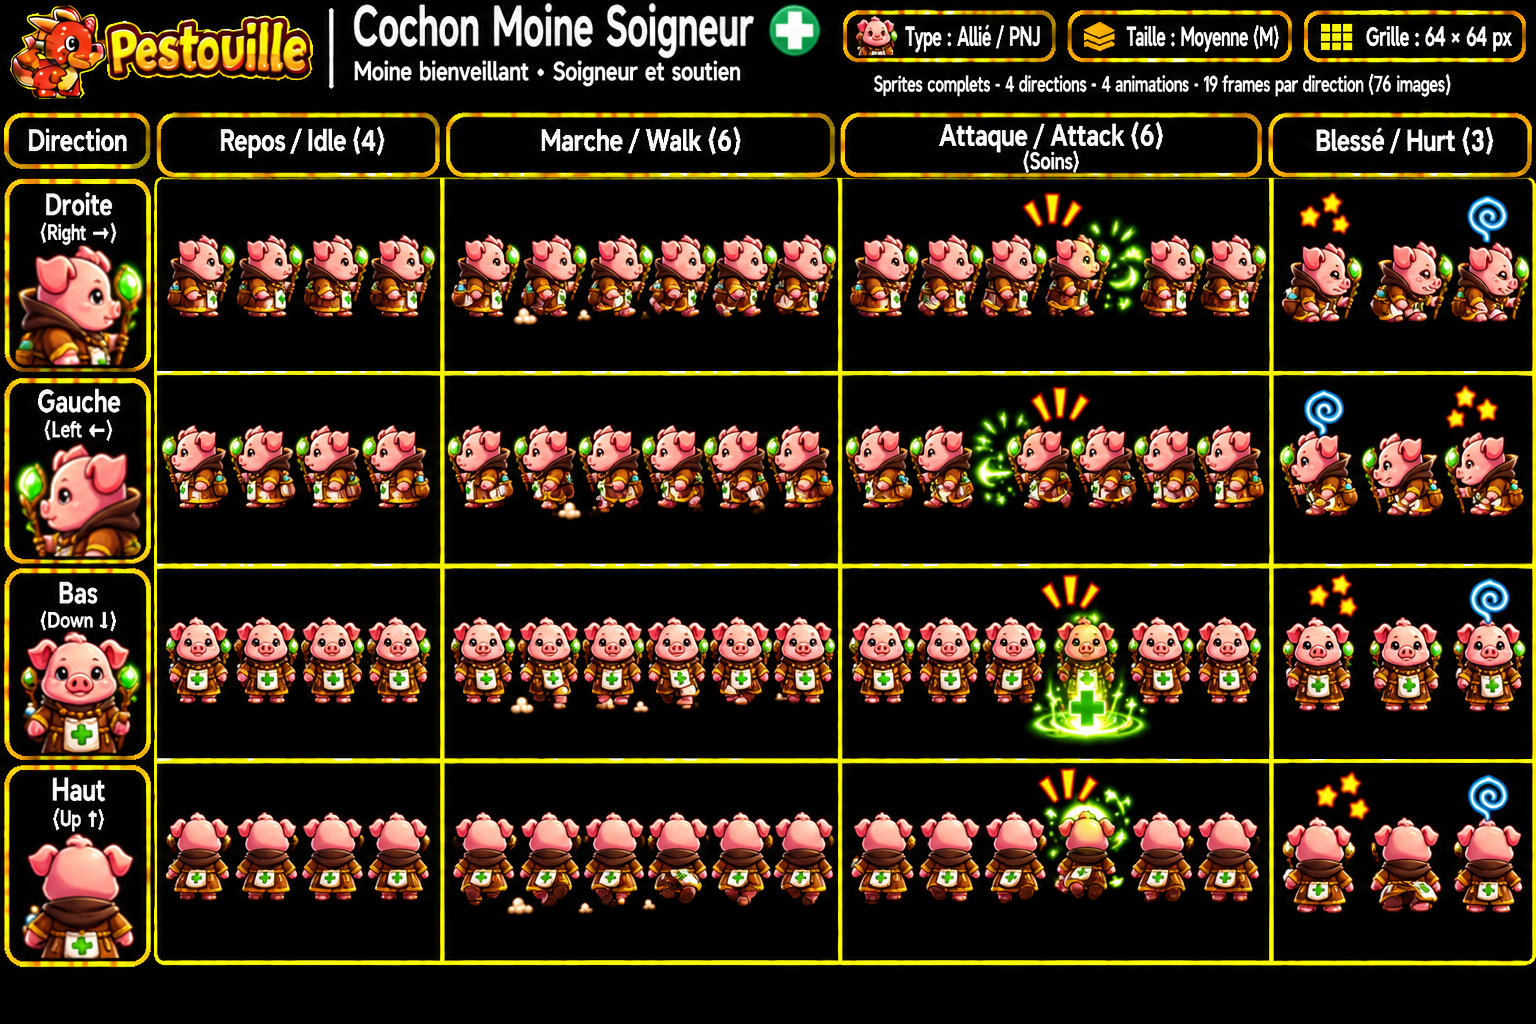 Pestouille
Cochon Moine Soigneur
Moine bienveillant • Soigneur et soutien
Type : Allié / PNJ
Taille : Moyenne (M)
Grille : 64 × 64 px
Sprites complets - 4 directions - 4 animations - 19 frames par direction (76 images)
Direction
Repos / Idle (4)
Marche / Walk (6)
Attaque / Attack (6)
(Soins)
Blessé / Hurt (3)
Droite
(Right →)
Gauche
(Left ←)
Bas
(Down ↓)
Haut
(Up ↑)